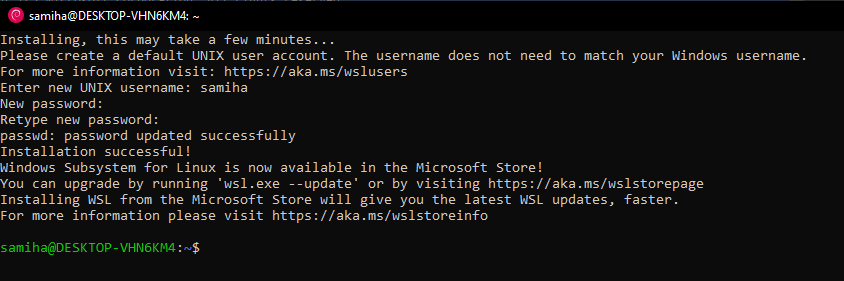 samiha@DESKTOP-VHN6KM4: ~
Installing, this may take a few minutes...
Please create a default UNIX user account. The username does not need to match your Windows username.
For more information visit: https://aka.ms/wslusers
Enter new UNIX username: samiha
New password:
Retype new password:
passwd: password updated successfully
Installation successful!
Windows Subsystem for Linux is now available in the Microsoft Store!
You can upgrade by running 'wsl.exe --update' or by visiting https://aka.ms/wslstorepage
Installing WSL from the Microsoft Store will give you the latest WSL updates, faster.
For more information please visit https://aka.ms/wslstoreinfo
samiha@DESKTOP-VHN6KM4:~$